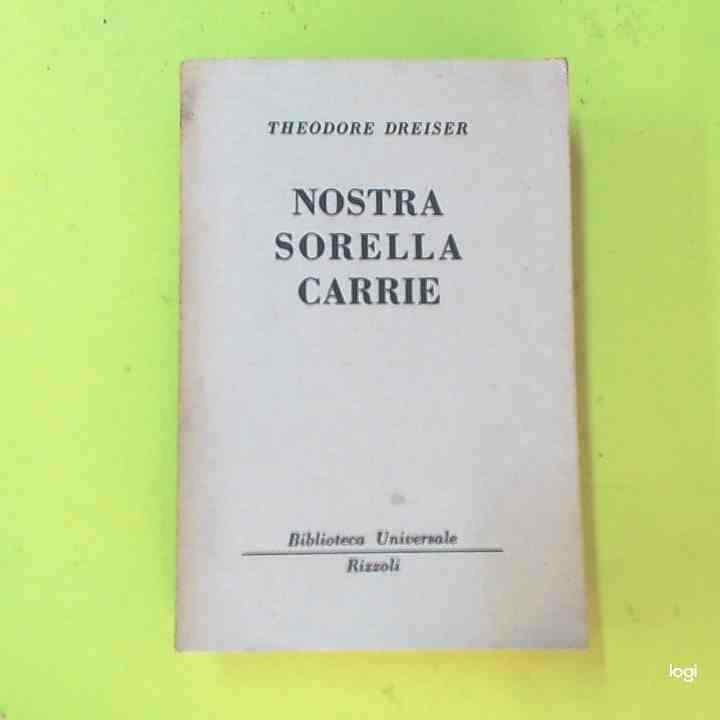 THEODORE DREISER
NOSTRA
SORELLA
CARRIE
Biblioteca Universale
Rizzoli
logi